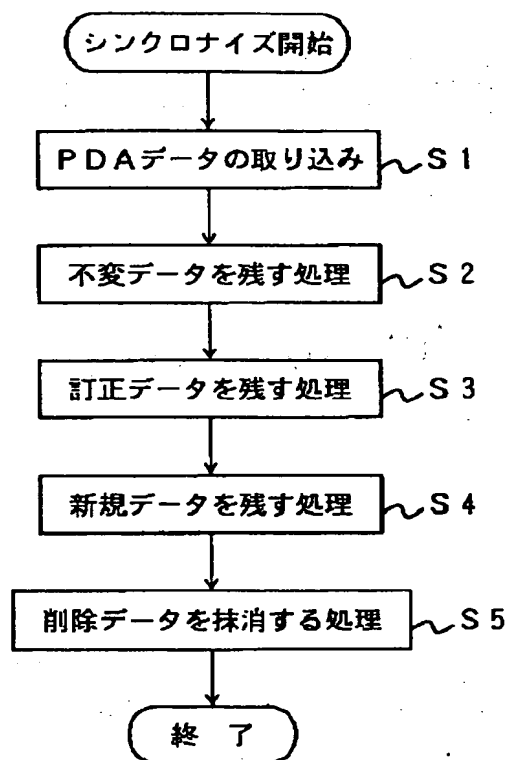 シンクロナイズ開始
PDAデータの取り込み S1
不変データを残す処理 S2
訂正データを残す処理 S3
新規データを残す処理 S4
削除データを抹消する処理 S5
終 了